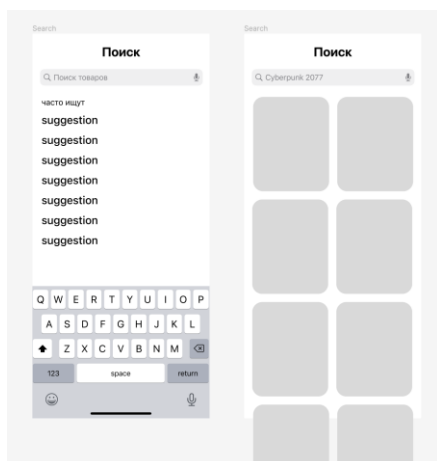 Search
Поиск
Поиск товаров
часто ищут
suggestion
suggestion
suggestion
suggestion
suggestion
suggestion
suggestion
Q W E R T Y U I O P
A S D F G H J K L
Z X C V B N M
123 space return
Search
Поиск
Cyberpunk 2077